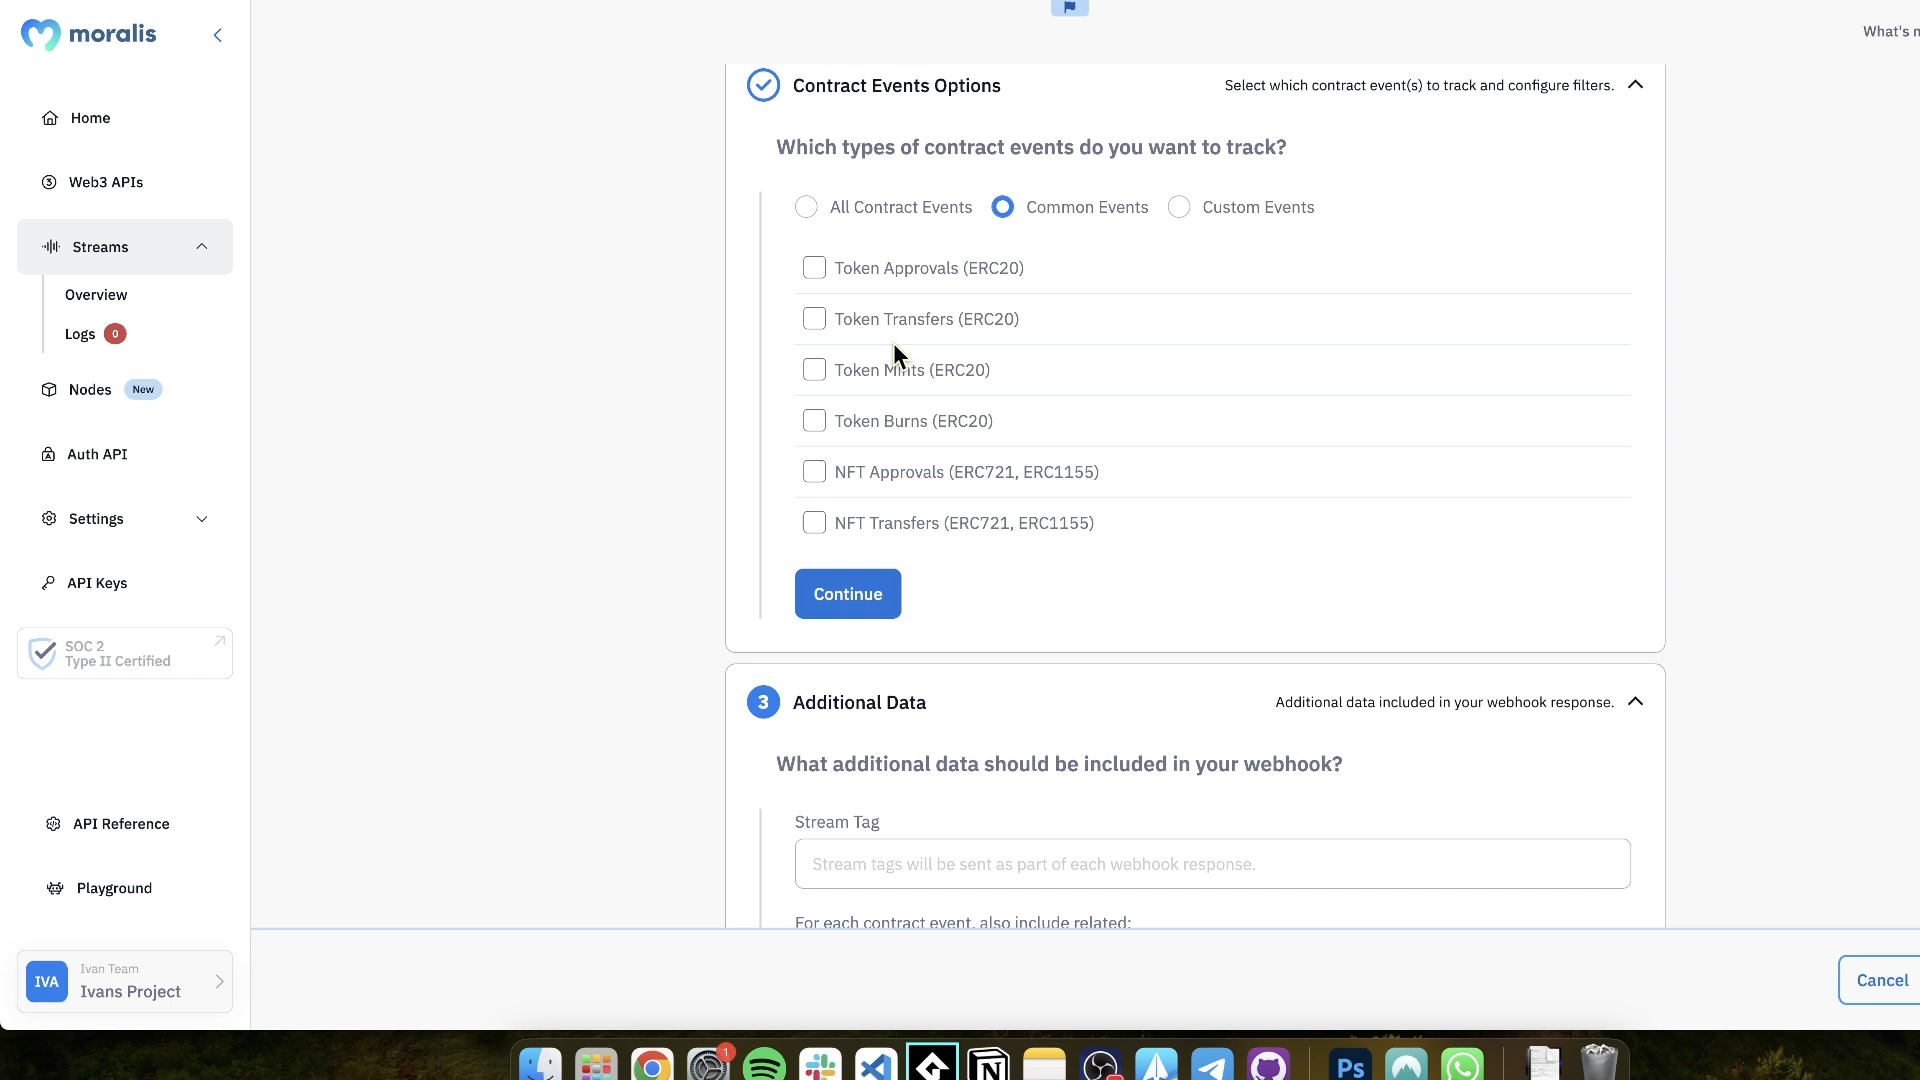 moralis
What's n
Home
Web3 APIs
Streams
Overview
Logs 0
Nodes New
Auth API
Settings
API Keys
SOC 2
Type II Certified
API Reference
Playground
IVA
Ivan Team
Ivans Project
Contract Events Options
Select which contract event(s) to track and configure filters.
Which types of contract events do you want to track?
All Contract Events Common Events Custom Events
Token Approvals (ERC20)
Token Transfers (ERC20)
Token Mints (ERC20)
Token Burns (ERC20)
NFT Approvals (ERC721, ERC1155)
NFT Transfers (ERC721, ERC1155)
Continue
3 Additional Data
Additional data included in your webhook response.
What additional data should be included in your webhook?
Stream Tag
Stream tags will be sent as part of each webhook response.
For each contract event, also include related:
Cancel
1
Ps